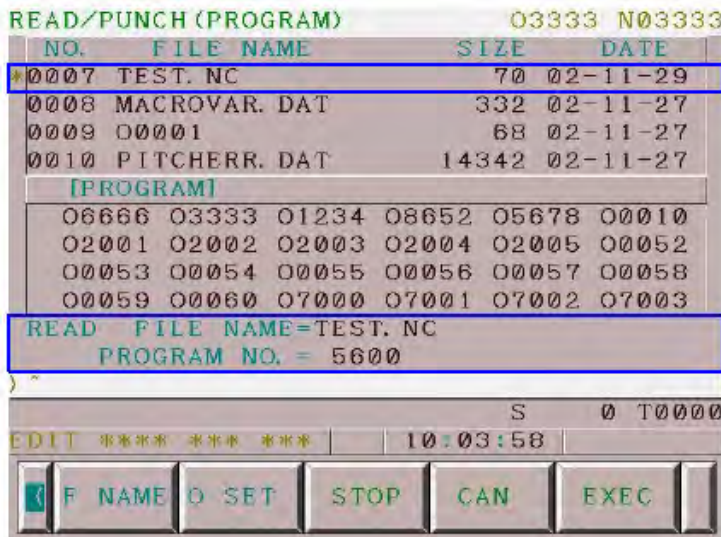 READ/PUNCH(PROGRAM) O3333 N03333
NO. FILE NAME SIZE DATE
*0007 TEST. NC 70 02-11-29
0008 MACROVAR. DAT 332 02-11-27
0009 O0001 68 02-11-27
0010 PITCHERR. DAT 14342 02-11-27
[PROGRAM]
O6666 O3333 O1234 O8652 O5678 O0010
O2001 O2002 O2003 O2004 O2005 O0052
O0053 O0054 O0055 O0056 O0057 O0058
O0059 O0060 O7000 O7001 O7002 O7003
READ FILE NAME=TEST. NC
PROGRAM NO. = 5600
)^
S 0 T0000
EDIT **** *** ***
10:03:58
( F NAME O SET STOP CAN EXEC